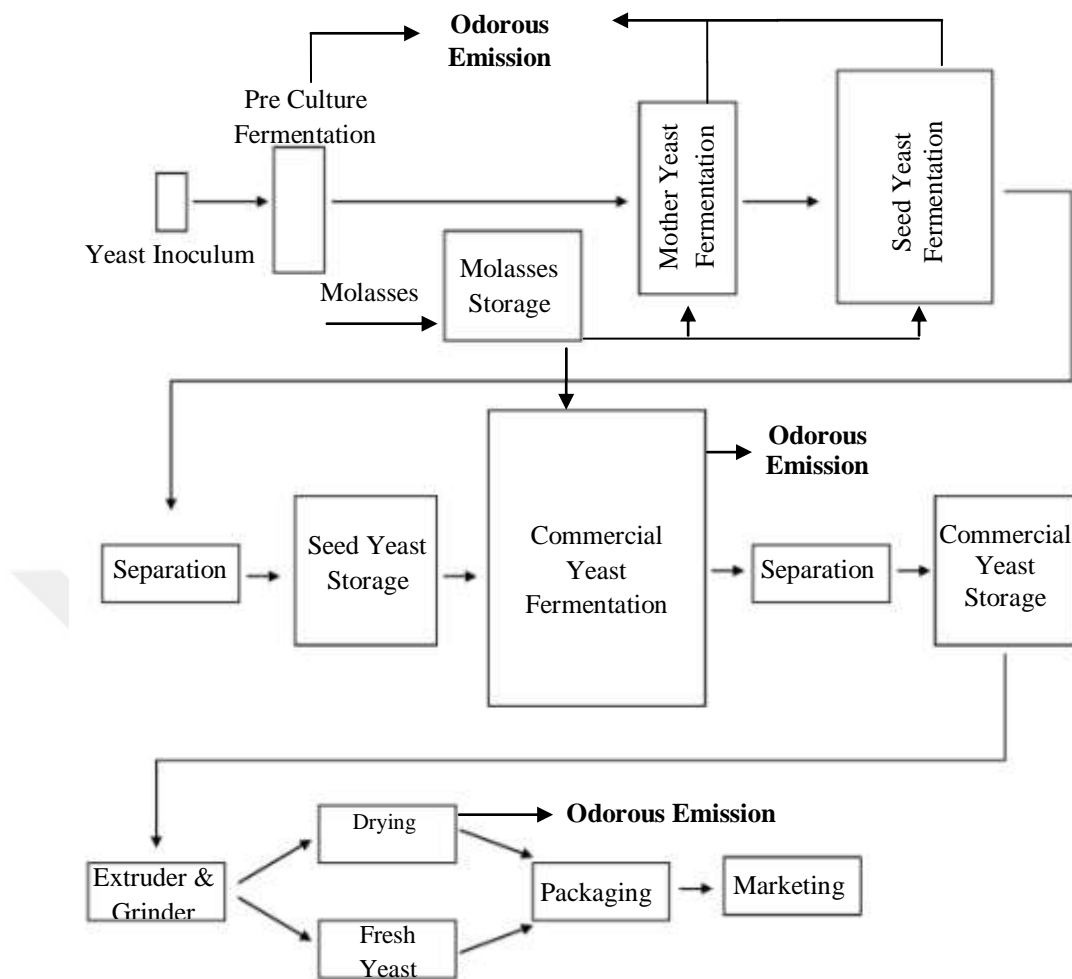 Odorous
Emission
Pre Culture
Fermentation
Mother Yeast
Fermentation
Seed Yeast
Fermentation
Yeast Inoculum
Molasses
Molasses
Storage
Odorous
Emission
Separation
Seed Yeast
Storage
Commercial
Yeast
Fermentation
Separation
Commercial
Yeast
Storage
Drying
Odorous Emission
Extruder &
Grinder
Packaging
Marketing
Fresh
Yeast